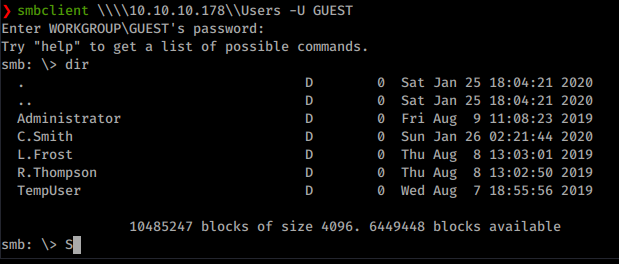 ❯ smbclient \\\\10.10.10.178\\Users -U GUEST
Enter WORKGROUP\GUEST's password:
Try "help" to get a list of possible commands.
smb: \> dir
  .                                   D        0  Sat Jan 25 18:04:21 2020
  ..                                  D        0  Sat Jan 25 18:04:21 2020
  Administrator                       D        0  Fri Aug  9 11:08:23 2019
  C.Smith                             D        0  Sun Jan 26 02:21:44 2020
  L.Frost                             D        0  Thu Aug  8 13:03:01 2019
  R.Thompson                          D        0  Thu Aug  8 13:02:50 2019
  TempUser                            D        0  Wed Aug  7 18:55:56 2019
                10485247 blocks of size 4096. 6449448 blocks available
smb: \> S